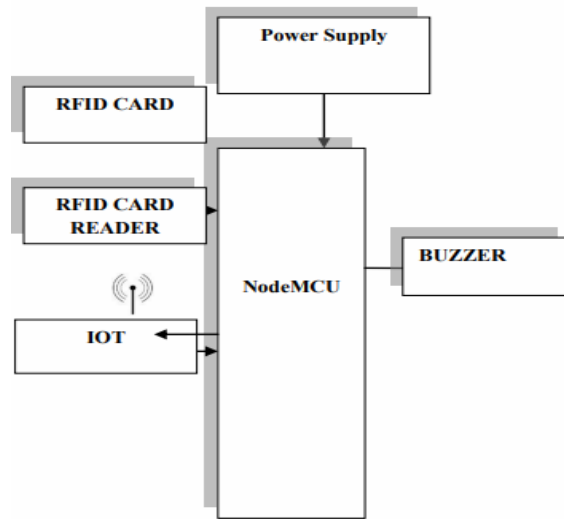 Power Supply
RFID CARD
RFID CARD
READER
BUZZER
NodeMCU
IOT